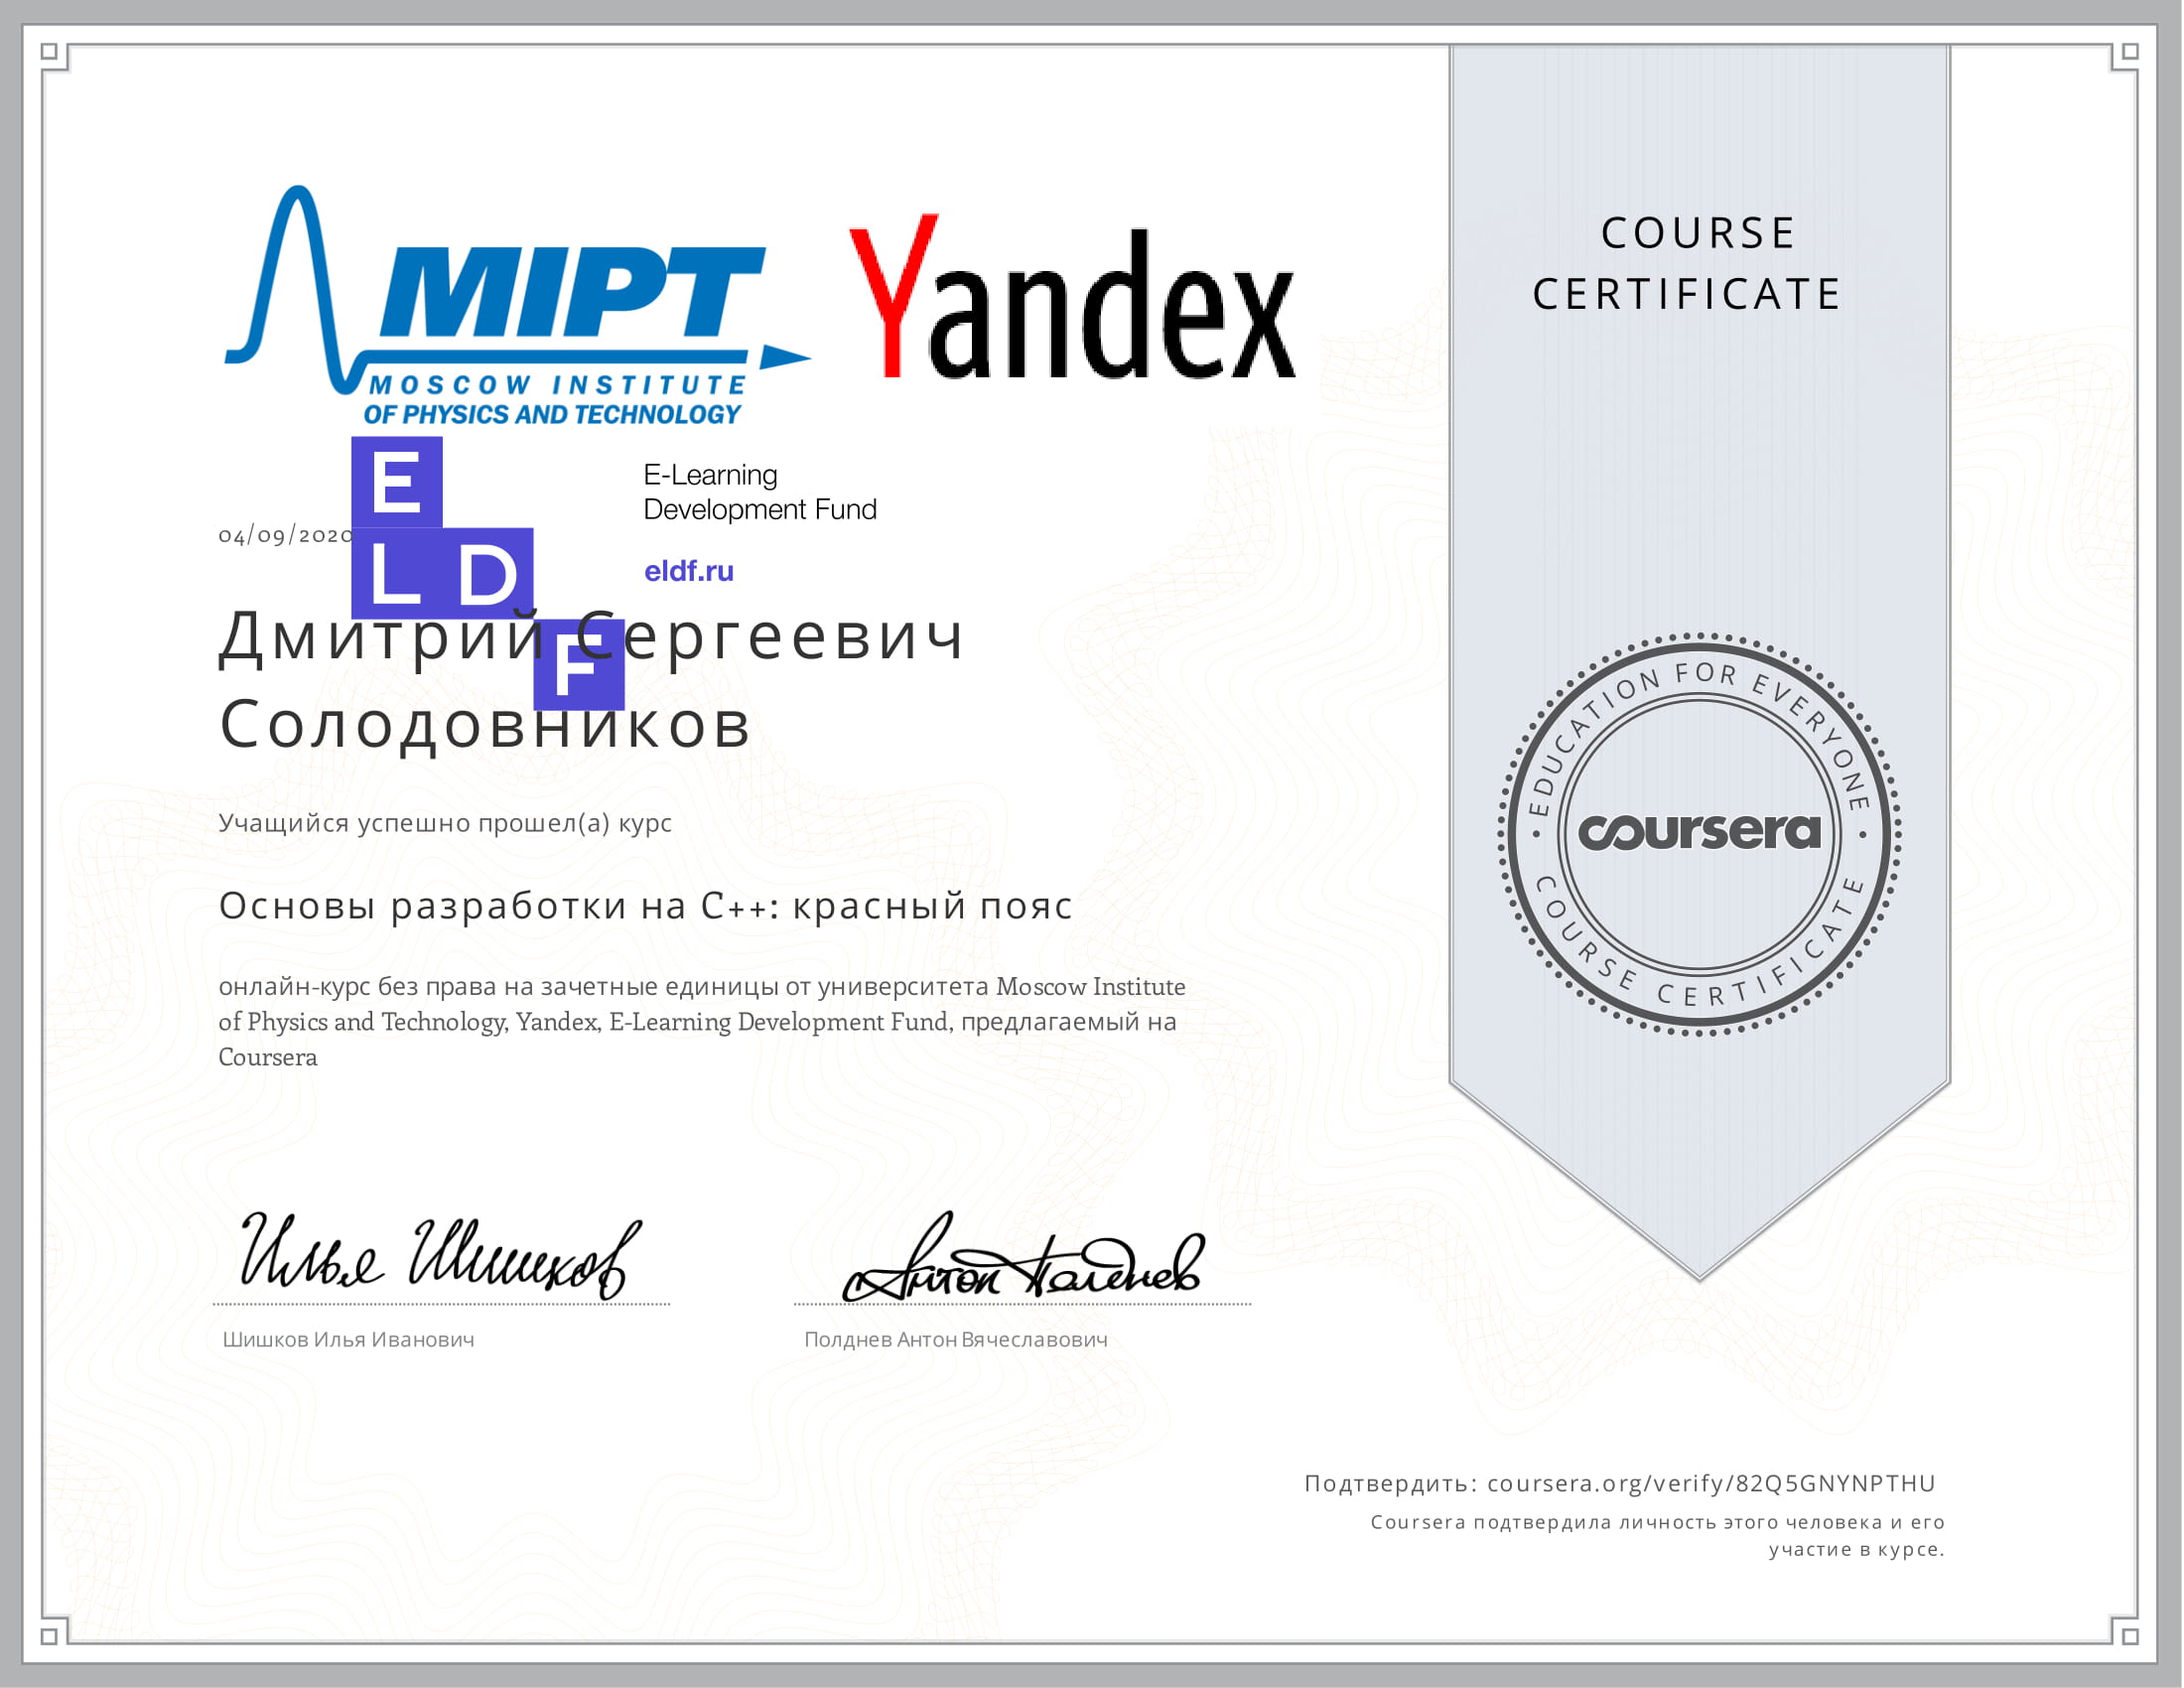 MIPT
MOSCOW INSTITUTE
OF PHYSICS AND TECHNOLOGY
Yandex
E
L D
F
E-Learning
Development Fund
eldf.ru
04/09/2020
Дмитрий Сергеевич
Солодовников
Учащийся успешно прошел(а) курс
Основы разработки на C++: красный пояс
онлайн-курс без права на зачетные единицы от университета Moscow Institute
of Physics and Technology, Yandex, E-Learning Development Fund, предлагаемый на
Coursera
Илья Шишков
Антон Полднев
Шишков Илья Иванович
Полднев Антон Вячеславович
COURSE
CERTIFICATE
EDUCATION FOR EVERYONE
coursera
COURSE CERTIFICATE
Подтвердить: coursera.org/verify/82Q5GNYNPTHU
Coursera подтвердила личность этого человека и его
участие в курсе.